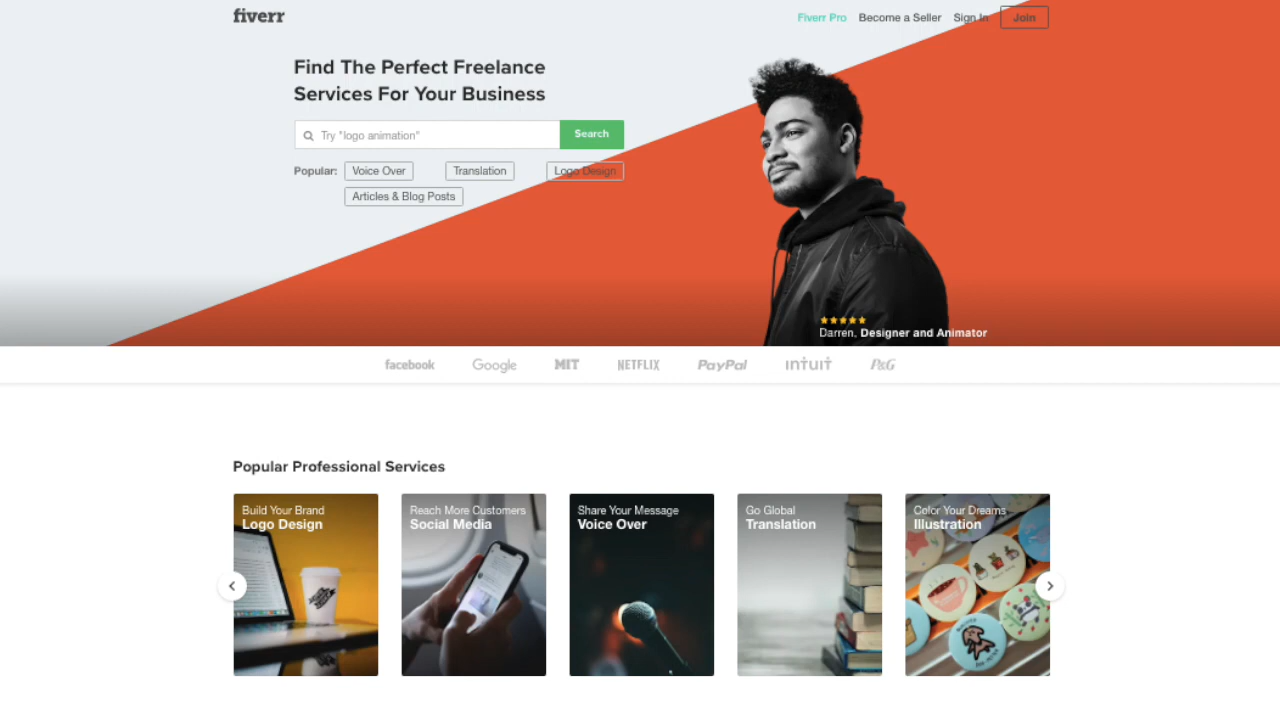 fiverr
Fiverr Pro Become a Seller Sign In Join
Find The Perfect Freelance
Services For Your Business
Try "logo animation"
Search
Popular: Voice Over Translation Logo Design
Articles & Blog Posts
Darren, Designer and Animator
facebook Google MIT NETFLIX PayPal intuit P&G
Popular Professional Services
Build Your Brand
Logo Design
Reach More Customers
Social Media
Share Your Message
Voice Over
Go Global
Translation
Color Your Dreams
Illustration